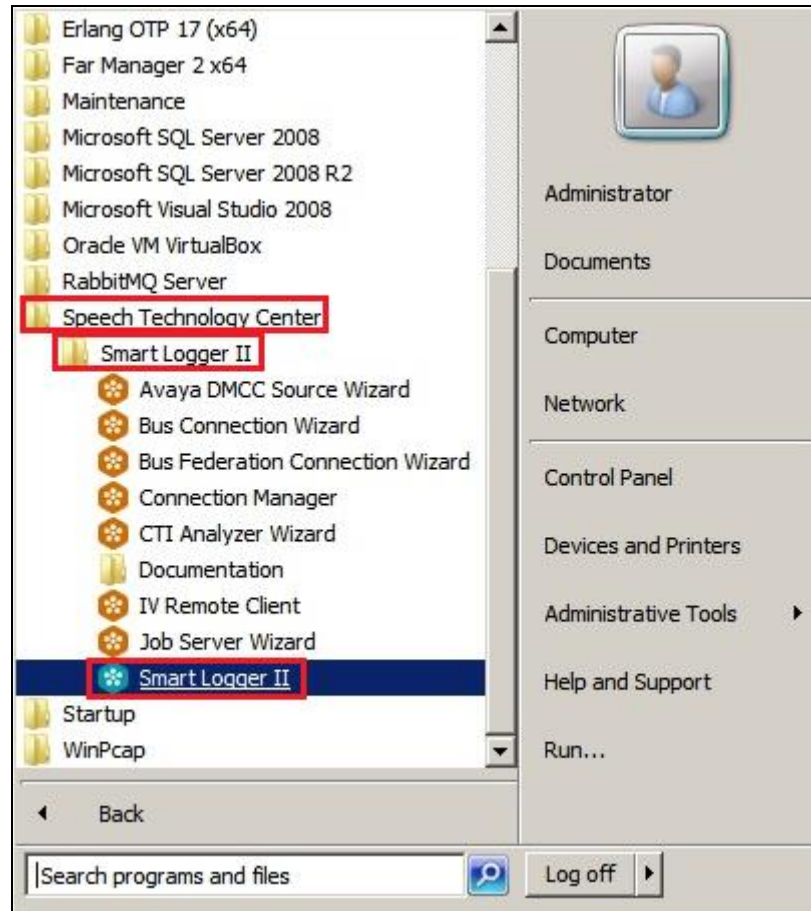 Erlang OTP 17 (x64)
Far Manager 2 x64
Maintenance
Microsoft SQL Server 2008
Microsoft SQL Server 2008 R2
Microsoft Visual Studio 2008
Oracle VM VirtualBox
RabbitMQ Server
Speech Technology Center
Smart Logger II
Avaya DMCC Source Wizard
Bus Connection Wizard
Bus Federation Connection Wizard
Connection Manager
CTI Analyzer Wizard
Documentation
IV Remote Client
Job Server Wizard
Smart Logger II
Startup
WinPcap
Back
Search programs and files
Administrator
Documents
Computer
Network
Control Panel
Devices and Printers
Administrative Tools
Help and Support
Run...
Log off